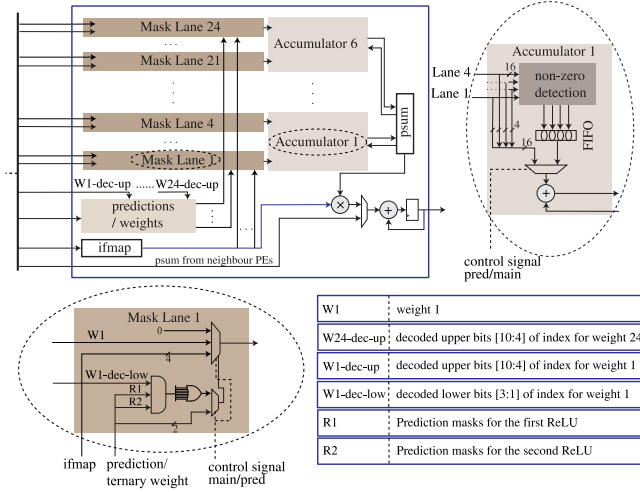 Mask Lane 24
...
Mask Lane 21
Accumulator 6
Mask Lane 4
...
Mask Lane 1
Accumulator 1
psum
W1-dec-up ...... W24-dec-up
predictions
/ weights
ifmap
psum from neighbour PEs
×
+
Accumulator 1
Lane 4
16
Lane 1
non-zero
detection
4
16
FIFO
+
control signal
pred/main
Mask Lane 1
0
W1
4
W1-dec-low
R1
R2
2
ifmap
prediction/
ternary weight
control signal
main/pred
W1 weight 1
W24-dec-up decoded upper bits [10:4] of index for weight 24
W1-dec-up decoded upper bits [10:4] of index for weight 1
W1-dec-low decoded lower bits [3:1] of index for weight 1
R1 Prediction masks for the first ReLU
R2 Prediction masks for the second ReLU